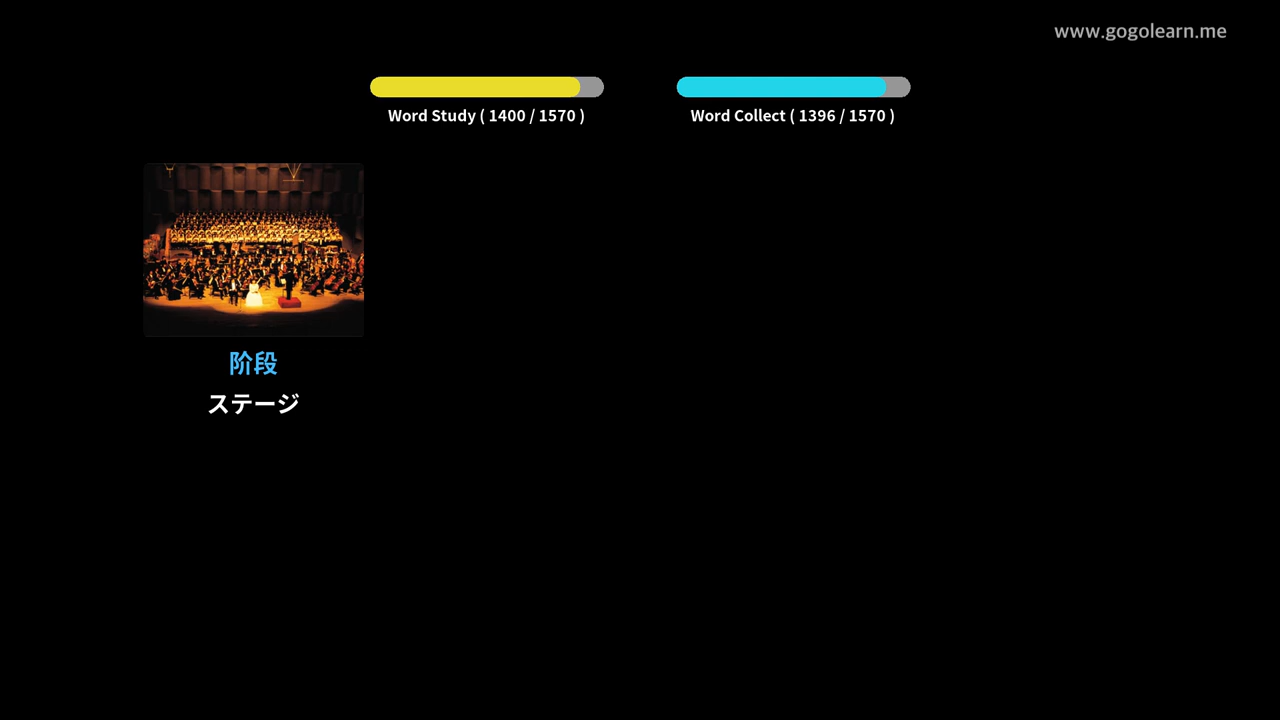 www.gogolearn.me
Word Study ( 1400 / 1570 )
Word Collect ( 1396 / 1570 )
阶段
ステージ